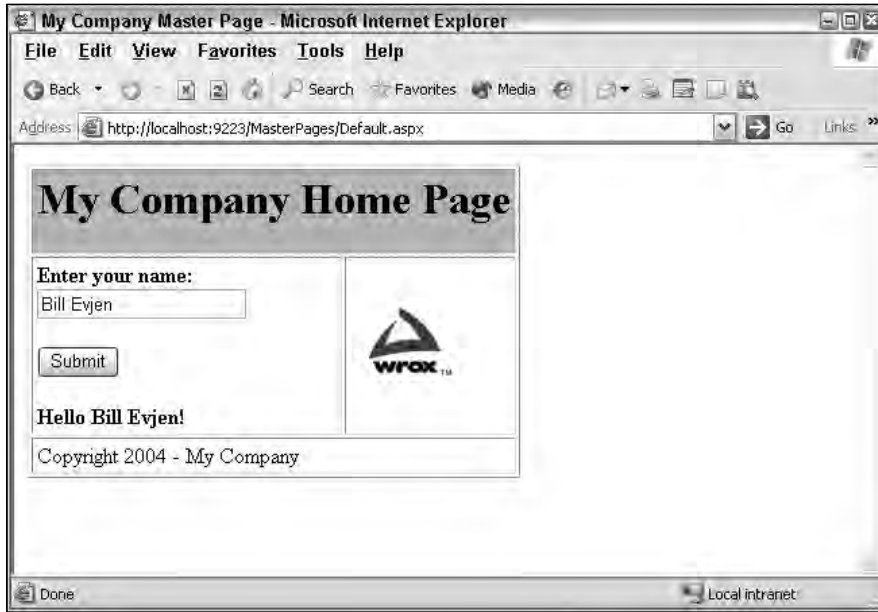 My Company Master Page - Microsoft Internet Explorer
File Edit View Favorites Tools Help
Back Search Favorites Media
Address http://localhost:9223/MasterPages/Default.aspx Go Links »
My Company Home Page
Enter your name:
Bill Evjen
Submit
wrox TM
Hello Bill Evjen!
Copyright 2004 - My Company
Done Local intranet